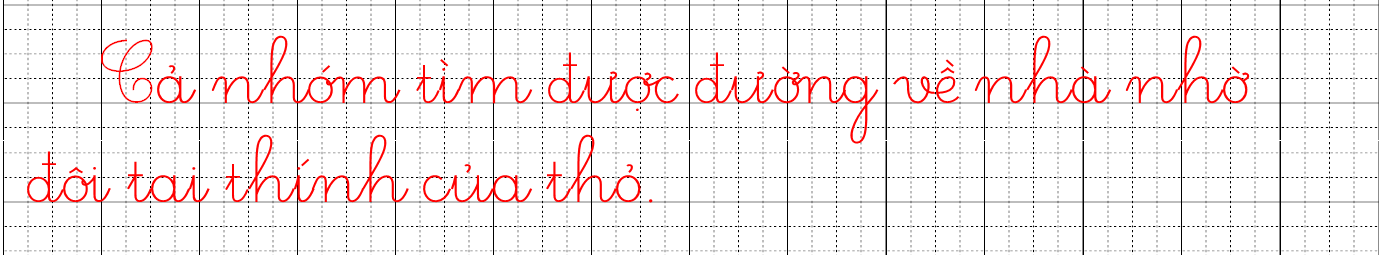 Cả nhóm tìm được đường về nhà nhờ
đôi tai thính của thỏ.